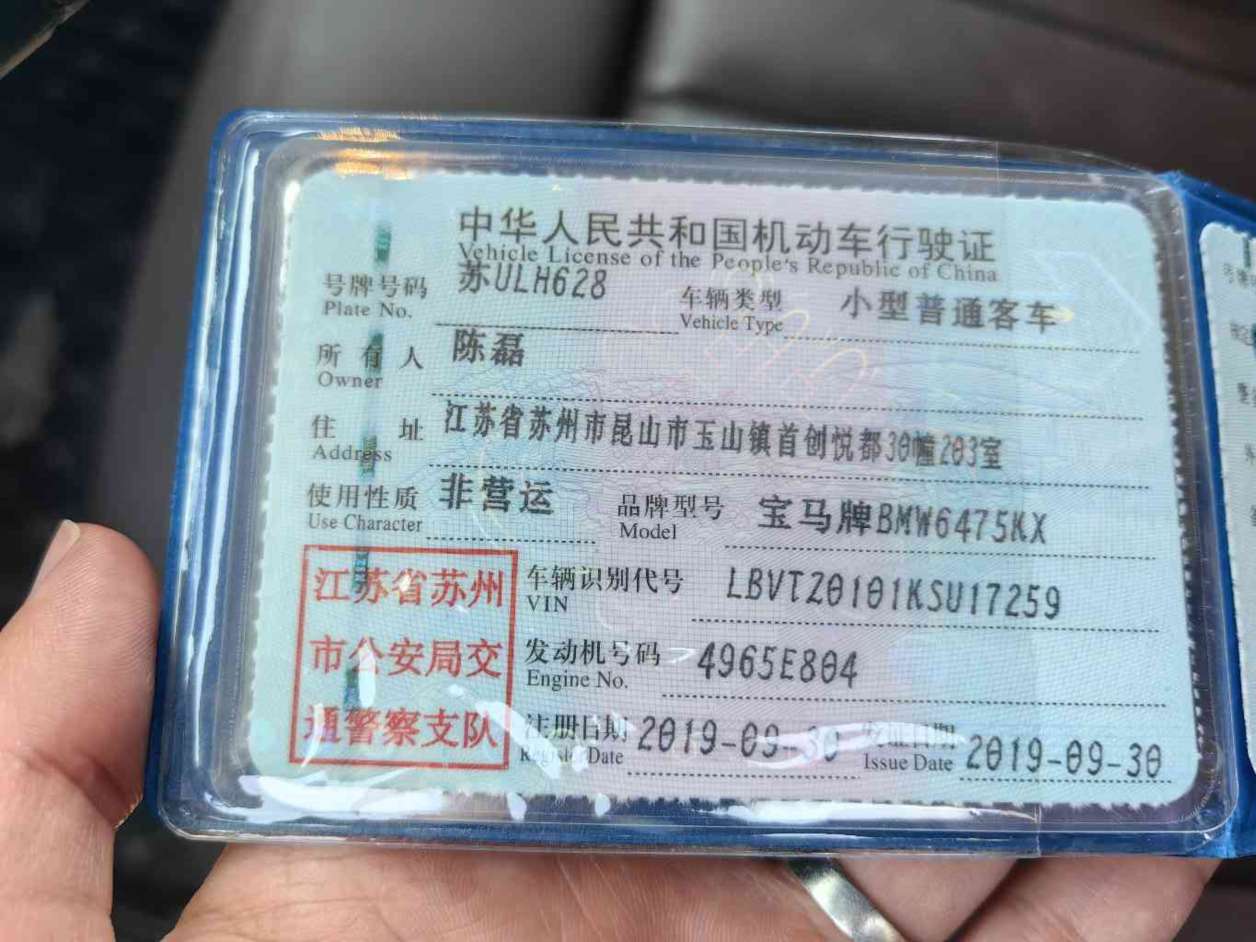 中华人民共和国机动车行驶证
Vehicle License of the People's Republic of China
号牌号码 苏ULH628 车辆类型 小型普通客车
Plate No. Vehicle Type
所有人 陈磊
Owner
住址 江苏省苏州市昆山市玉山镇首创悦都30幢203室
Address
使用性质 非营运 品牌型号 宝马牌BMW6475KX
Use Character Model
江苏省苏州
市公安局交
通警察支队
车辆识别代号 LBVTZ0101KSU17259
VIN
发动机号码 4965E804
Engine No.
注册日期 2019-09-30 发证日期 2019-09-30
Register Date Issue Date